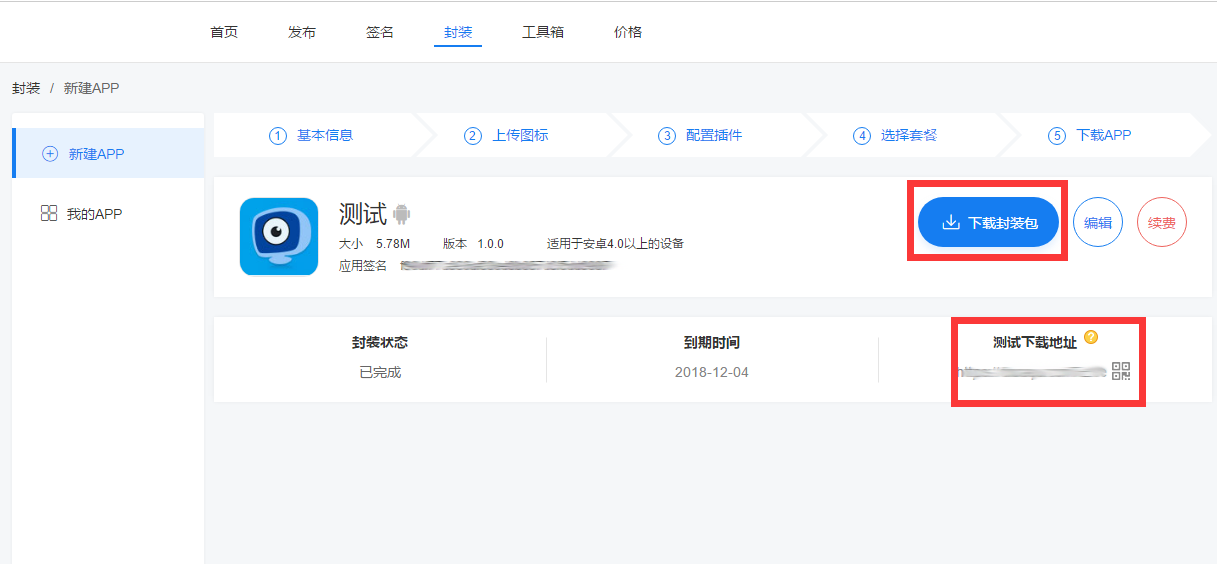 首页 发布 签名 封装 工具箱 价格
封装 / 新建APP
新建APP
我的APP
1 基本信息 2 上传图标 3 配置插件 4 选择套餐 5 下载APP
测试
大小 5.78M 版本 1.0.0 适用于安卓4.0以上的设备
应用签名
下载封装包 编辑 续费
封装状态 到期时间 测试下载地址 ?
已完成 2018-12-04